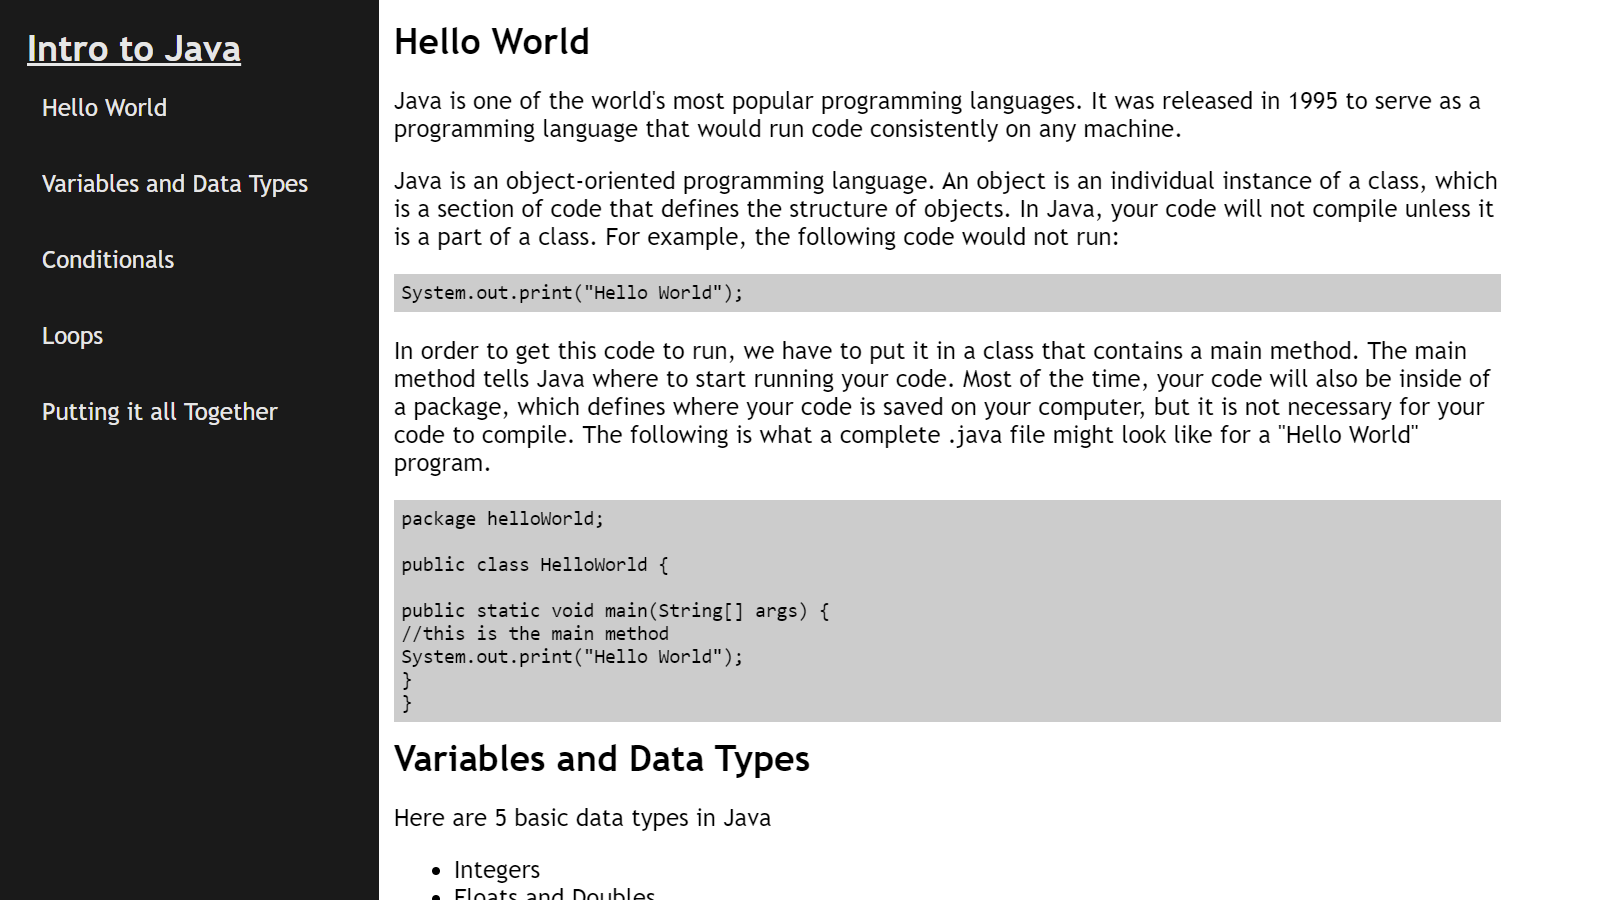 Intro to Java
Hello World
Variables and Data Types
Conditionals
Loops
Putting it all Together
Hello World
Java is one of the world's most popular programming languages. It was released in 1995 to serve as a
programming language that would run code consistently on any machine.
Java is an object-oriented programming language. An object is an individual instance of a class, which
is a section of code that defines the structure of objects. In Java, your code will not compile unless it
is a part of a class. For example, the following code would not run:
System.out.print("Hello World");
In order to get this code to run, we have to put it in a class that contains a main method. The main
method tells Java where to start running your code. Most of the time, your code will also be inside of
a package, which defines where your code is saved on your computer, but it is not necessary for your
code to compile. The following is what a complete .java file might look like for a "Hello World"
program.
package helloWorld;
public class HelloWorld {
public static void main(String[] args) {
//this is the main method
System.out.print("Hello World");
}
}
Variables and Data Types
Here are 5 basic data types in Java
• Integers
• Floats and Doubles